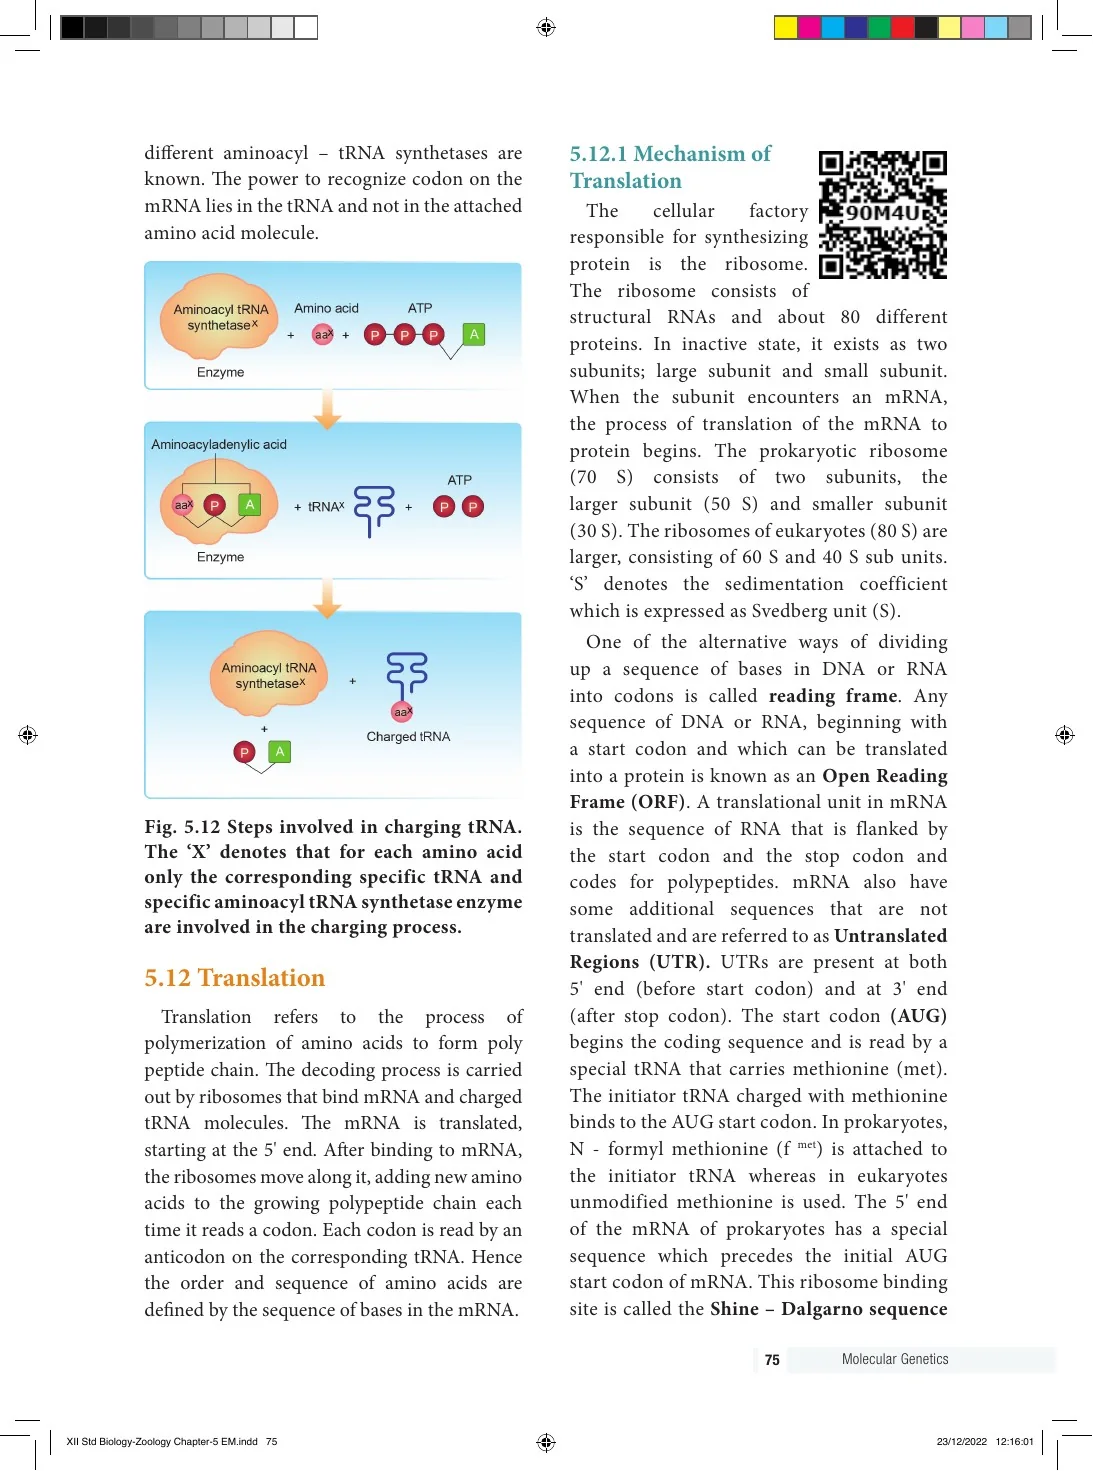 different aminoacyl – tRNA synthetases are
known. The power to recognize codon on the
mRNA lies in the tRNA and not in the attached
amino acid molecule.
Aminoacyl tRNA
synthetaseX
Amino acid
ATP
+
aaX
+
P
P
P
A
Enzyme
Aminoacyladenylic acid
aaX
P
A
+ tRNAX
+
ATP
P
P
Enzyme
Aminoacyl tRNA
synthetaseX
+
aaX
+
Charged tRNA
P
A
Fig. 5.12 Steps involved in charging tRNA.
The ‘X’ denotes that for each amino acid
only the corresponding specific tRNA and
specific aminoacyl tRNA synthetase enzyme
are involved in the charging process.
5.12 Translation
Translation refers to the process of
polymerization of amino acids to form poly
peptide chain. The decoding process is carried
out by ribosomes that bind mRNA and charged
tRNA molecules. The mRNA is translated,
starting at the 5' end. After binding to mRNA,
the ribosomes move along it, adding new amino
acids to the growing polypeptide chain each
time it reads a codon. Each codon is read by an
anticodon on the corresponding tRNA. Hence
the order and sequence of amino acids are
defined by the sequence of bases in the mRNA.
5.12.1 Mechanism of
Translation
90M4U
The cellular factory
responsible for synthesizing
protein is the ribosome.
The ribosome consists of
structural RNAs and about 80 different
proteins. In inactive state, it exists as two
subunits; large subunit and small subunit.
When the subunit encounters an mRNA,
the process of translation of the mRNA to
protein begins. The prokaryotic ribosome
(70 S) consists of two subunits, the
larger subunit (50 S) and smaller subunit
(30 S). The ribosomes of eukaryotes (80 S) are
larger, consisting of 60 S and 40 S sub units.
‘S’ denotes the sedimentation coefficient
which is expressed as Svedberg unit (S).
One of the alternative ways of dividing
up a sequence of bases in DNA or RNA
into codons is called reading frame. Any
sequence of DNA or RNA, beginning with
a start codon and which can be translated
into a protein is known as an Open Reading
Frame (ORF). A translational unit in mRNA
is the sequence of RNA that is flanked by
the start codon and the stop codon and
codes for polypeptides. mRNA also have
some additional sequences that are not
translated and are referred to as Untranslated
Regions (UTR). UTRs are present at both
5' end (before start codon) and at 3' end
(after stop codon). The start codon (AUG)
begins the coding sequence and is read by a
special tRNA that carries methionine (met).
The initiator tRNA charged with methionine
binds to the AUG start codon. In prokaryotes,
N - formyl methionine (f met) is attached to
the initiator tRNA whereas in eukaryotes
unmodified methionine is used. The 5' end
of the mRNA of prokaryotes has a special
sequence which precedes the initial AUG
start codon of mRNA. This ribosome binding
site is called the Shine – Dalgarno sequence
75 Molecular Genetics
XII Std Biology-Zoology Chapter-5 EM.indd 75
23/12/2022 12:16:01